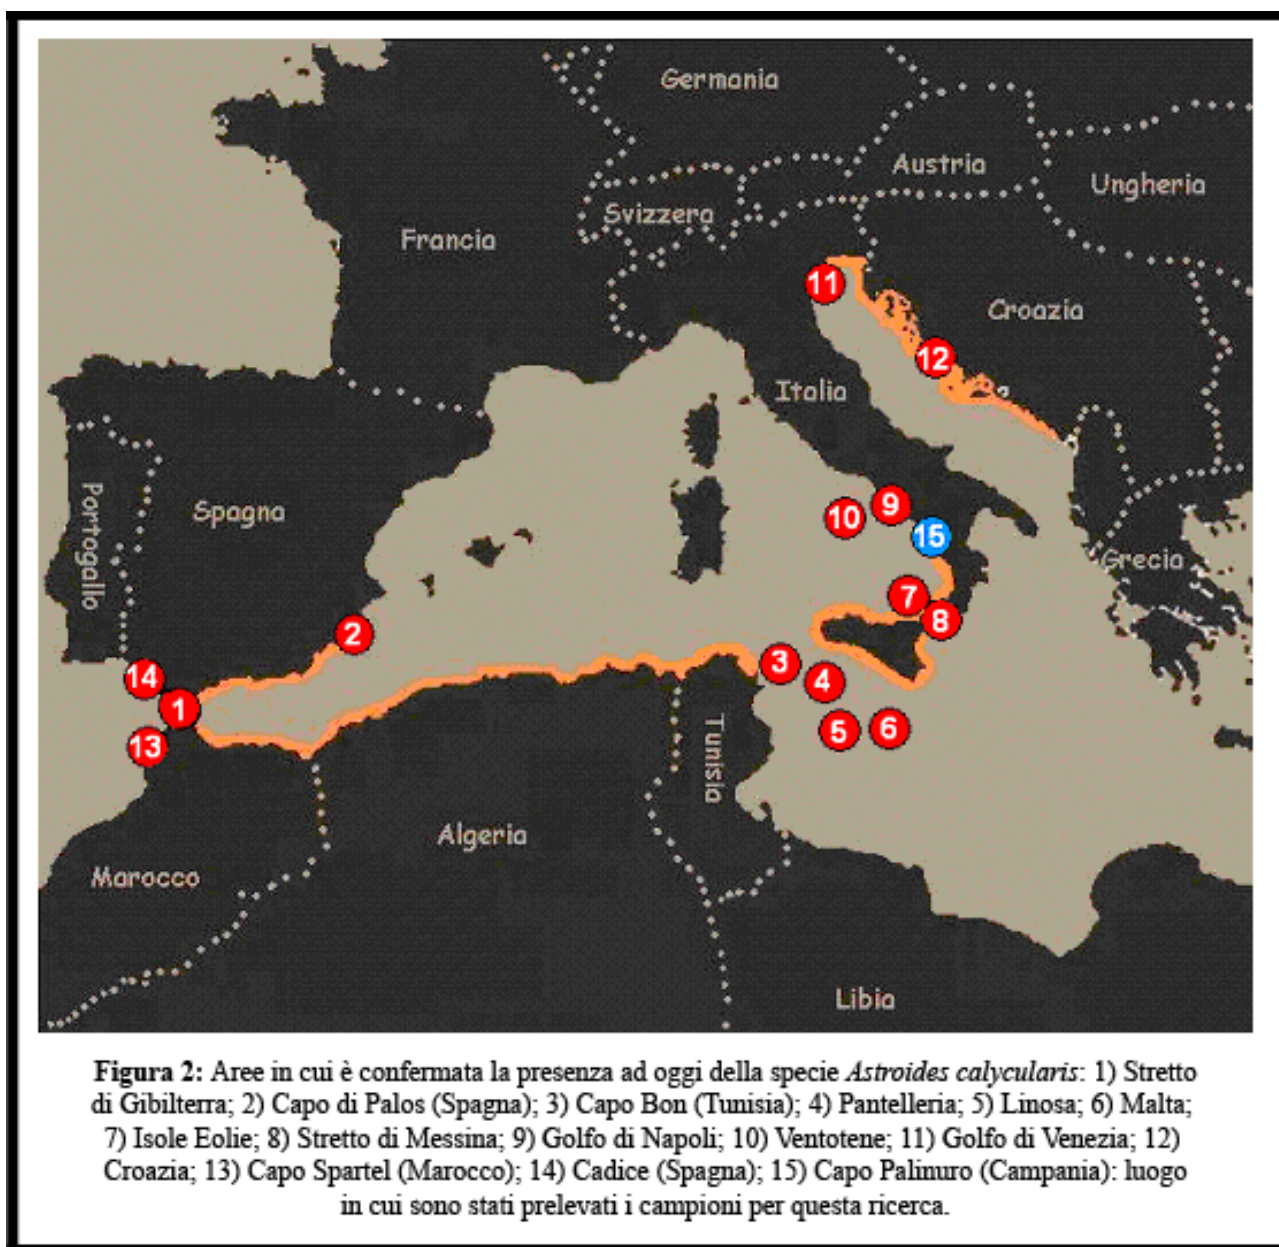 Germania
Austria
Ungheria
Svizzera
Francia
11
Croazia
12
Italia
Portogallo
Spagna
9
10
15
Grecia
7
8
2
3
14
4
1
5
6
13
Tunisia
Algeria
Marocco
Libia
Figura 2: Aree in cui è confermata la presenza ad oggi della specie Astroides calycularis: 1) Stretto
di Gibilterra; 2) Capo di Palos (Spagna); 3) Capo Bon (Tunisia); 4) Pantelleria; 5) Linosa; 6) Malta;
7) Isole Eolie; 8) Stretto di Messina; 9) Golfo di Napoli; 10) Ventotene; 11) Golfo di Venezia; 12)
Croazia; 13) Capo Spartel (Marocco); 14) Cadice (Spagna); 15) Capo Palinuro (Campania): luogo
in cui sono stati prelevati i campioni per questa ricerca.